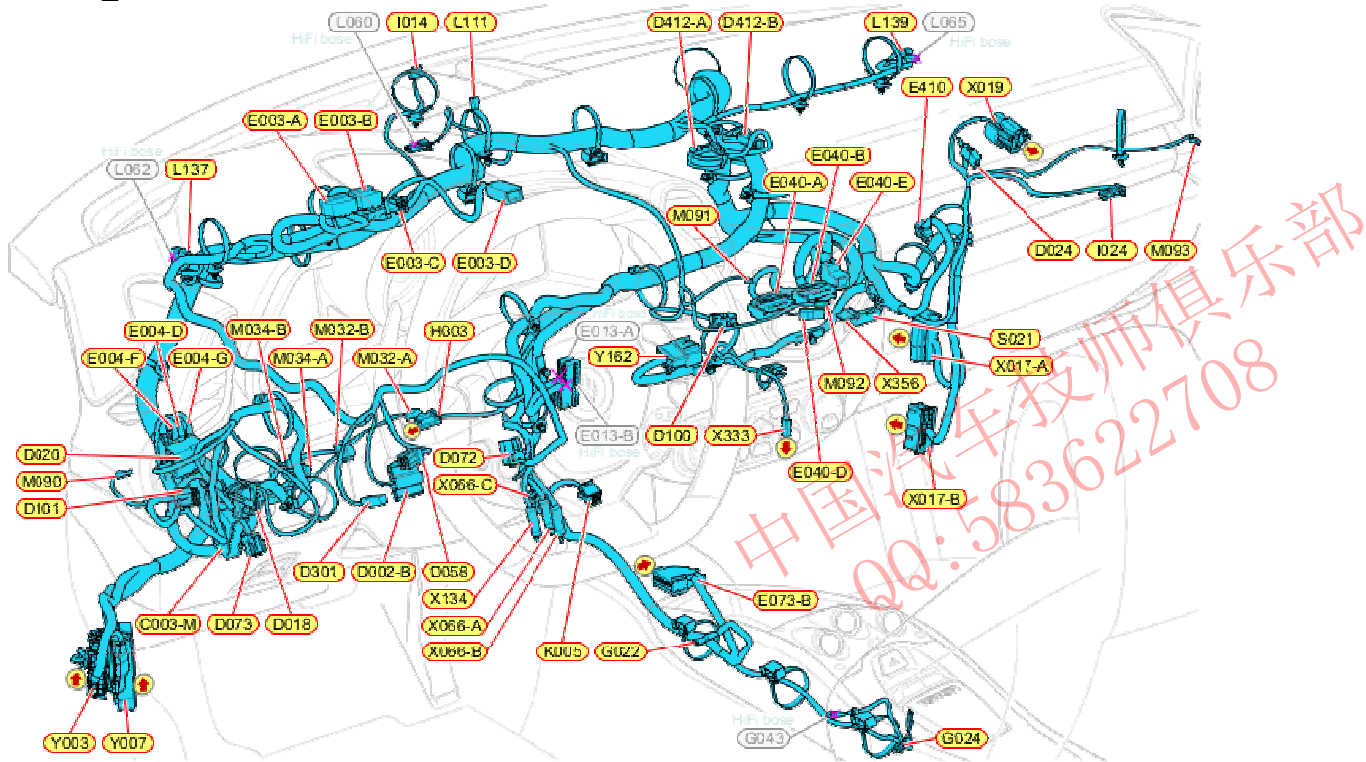 L060 I014 L111 D412-A D412-B L139 L065
HiFi bose HiFi bose
E410 X019
E003-A E003-B
HiFi bose
L062 L137
E040-B
E040-A E040-E
M091
D024 I024 M093
E003-C E003-D
E004-D M034-B M032-B H803 E013-A
E004-F E004-G M034-A M032-A Y162
S021
X017-A
M092 X356
D020 D072 E013-B D100 X333
HiFi bose
M090 X066-C E040-D
D101 X017-B
D301 D002-B D058
X134 E073-B
C003-M D073 D018 X066-A
X066-B K005 G022
HiFi bose
Y003 Y007 G043 G024
中国汽车技师俱乐部
QQ:583622708